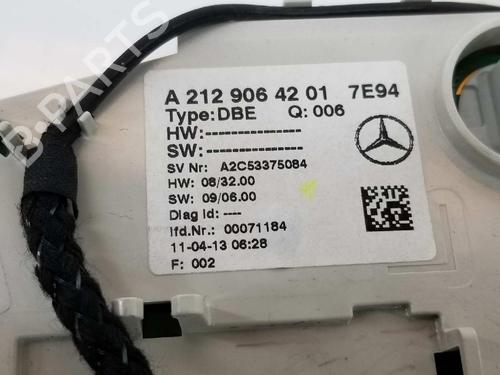 A 212 906 42 01 7E94
Type:DBE Q: 006
HW:----------------
SW:----------------
SV Nr: A2C53375084
HW: 08/32.00
SW: 09/06.00
Diag Id: ----
lfd.Nr.: 00071184
11-04-13 06:28
F: 002
B-PARTS